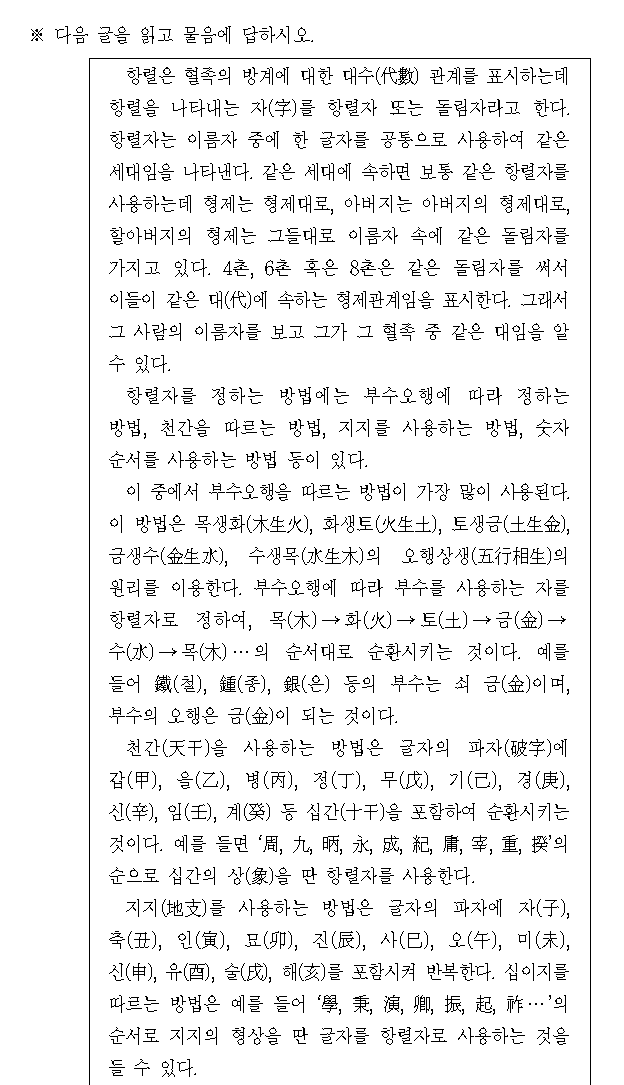 ※ 다음 글을 읽고 물음에 답하시오.
항렬은 혈족의 방계에 대한 대수(代數) 관계를 표시하는데
항렬을 나타내는 자(字)를 항렬자 또는 돌림자라고 한다.
항렬자는 이름자 중에 한 글자를 공통으로 사용하여 같은
세대임을 나타낸다. 같은 세대에 속하면 보통 같은 항렬자를
사용하는데 형제는 형제대로, 아버지는 아버지의 형제대로,
할아버지의 형제는 그들대로 이름자 속에 같은 돌림자를
가지고 있다. 4촌, 6촌 혹은 8촌은 같은 돌림자를 써서
이들이 같은 대(代)에 속하는 형제관계임을 표시한다. 그래서
그 사람의 이름자를 보고 그가 그 혈족 중 같은 대임을 알
수 있다.
항렬자를 정하는 방법에는 부수오행에 따라 정하는
방법, 천간을 따르는 방법, 지지를 사용하는 방법, 숫자
순서를 사용하는 방법 등이 있다.
이 중에서 부수오행을 따르는 방법이 가장 많이 사용된다.
이 방법은 목생화(木生火), 화생토(火生土), 토생금(土生金),
금생수(金生水), 수생목(水生木)의 오행상생(五行相生)의
원리를 이용한다. 부수오행에 따라 부수를 사용하는 자를
항렬자로 정하여, 목(木)→화(火)→토(土)→금(金)→
수(水)→목(木)…의 순서대로 순환시키는 것이다. 예를
들어 鐵(철), 鍾(종), 銀(은) 등의 부수는 쇠 금(金)이며,
부수의 오행은 금(金)이 되는 것이다.
천간(天干)을 사용하는 방법은 글자의 파자(破字)에
갑(甲), 을(乙), 병(丙), 정(丁), 무(戊), 기(己), 경(庚),
신(辛), 임(壬), 계(癸) 등 십간(十干)을 포함하여 순환시키는
것이다. 예를 들면 ‘周, 九, 昞, 永, 成, 紀, 庸, 宰, 重, 揆’의
순으로 십간의 상(象)을 딴 항렬자를 사용한다.
지지(地支)를 사용하는 방법은 글자의 파자에 자(子),
축(丑), 인(寅), 묘(卯), 진(辰), 사(巳), 오(午), 미(未),
신(申), 유(酉), 술(戌), 해(亥)를 포함시켜 반복한다. 십이지를
따르는 방법은 예를 들어 ‘學, 秉, 演, 卿, 振, 起, 祚…’의
순서로 지지의 형상을 딴 글자를 항렬자로 사용하는 것을
들 수 있다.